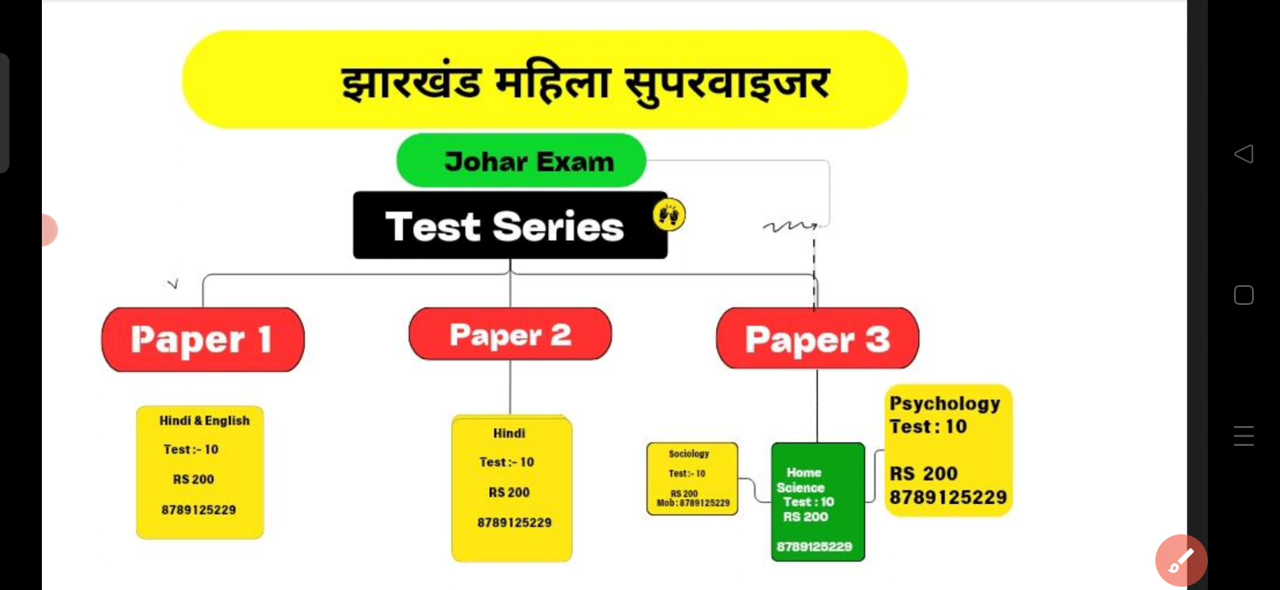 झारखंड महिला सुपरवाइजर
Johar Exam
Test Series
Paper 1
Paper 2
Paper 3
Hindi & English
Test :- 10
RS 200
8789125229
Hindi
Test :- 10
RS 200
8789125229
Sociology
Test:- 10
RS 200
Mob : 8789125229
Home
Science
Test : 10
RS 200
8789125229
Psychology
Test : 10
RS 200
8789125229